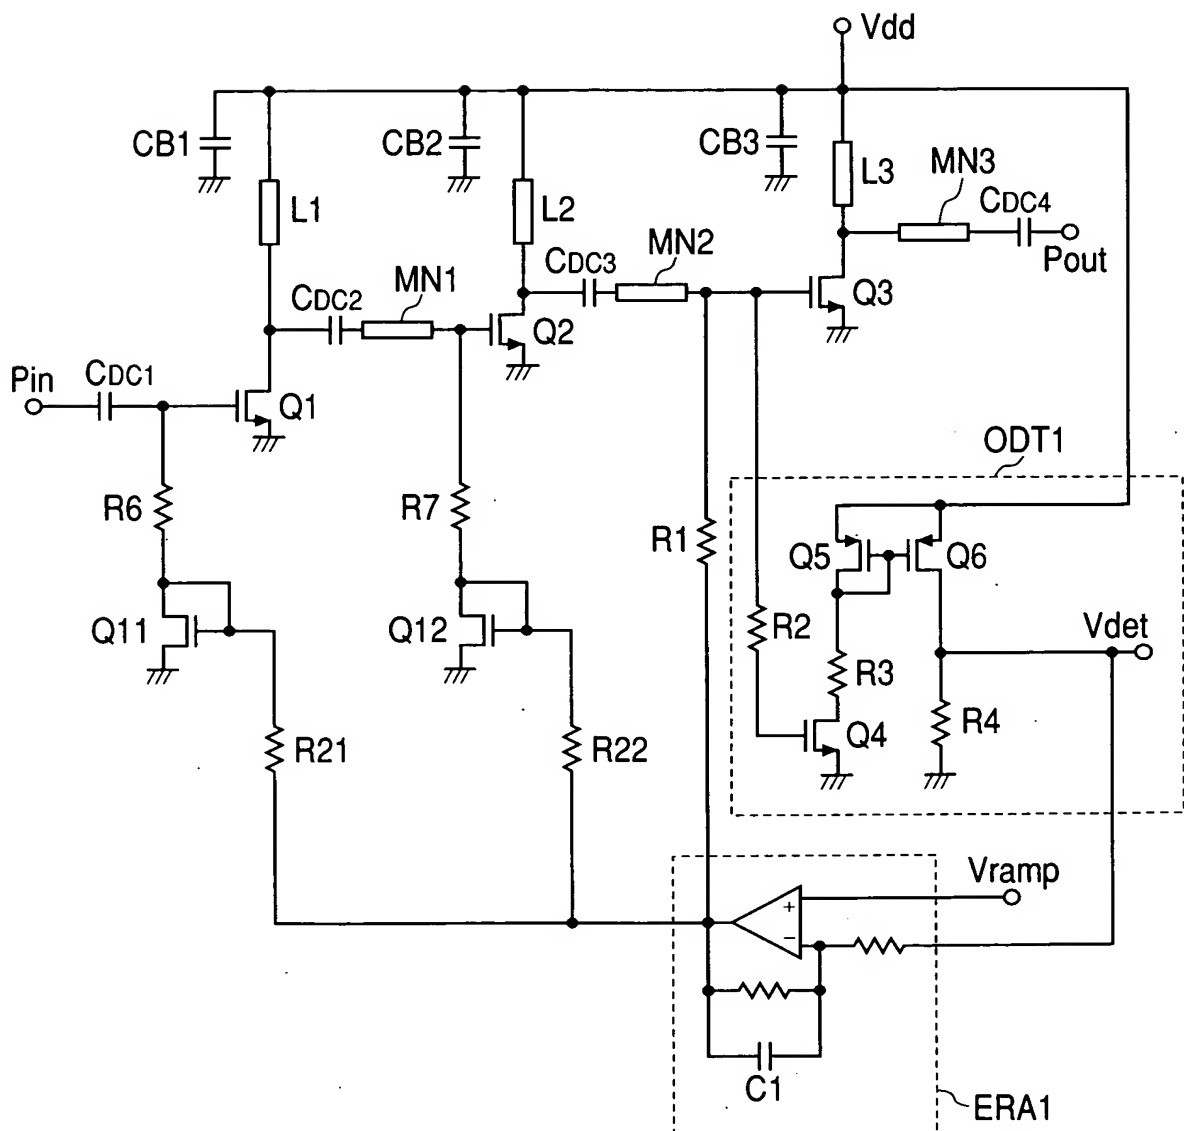 Vdd
CB1
CB2
CB3
L1
L2
L3
MN3
CDC4
Pout
MN2
CDC3
MN1
CDC2
Q3
Q2
Pin
CDC1
Q1
ODT1
R6
R7
R1
Q5
Q6
Q11
Q12
R2
Vdet
R3
R4
Q4
R21
R22
Vramp
+
−
C1
ERA1